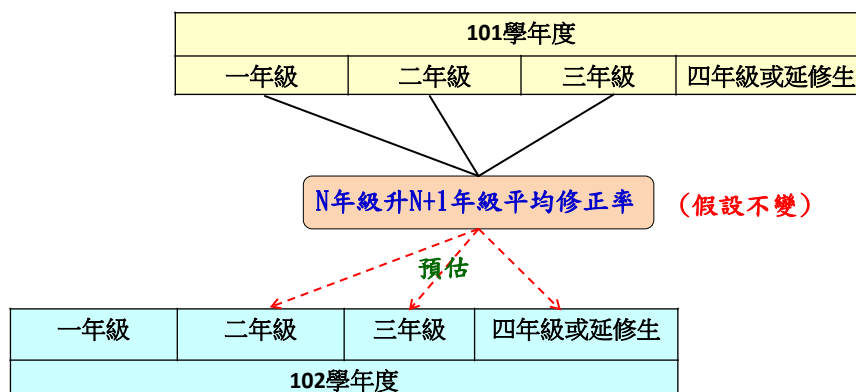 101學年度
一年級 二年級 三年級 四年級或延修生
N年級升N+1年級平均修正率 (假設不變)
預估
一年級 二年級 三年級 四年級或延修生
102學年度